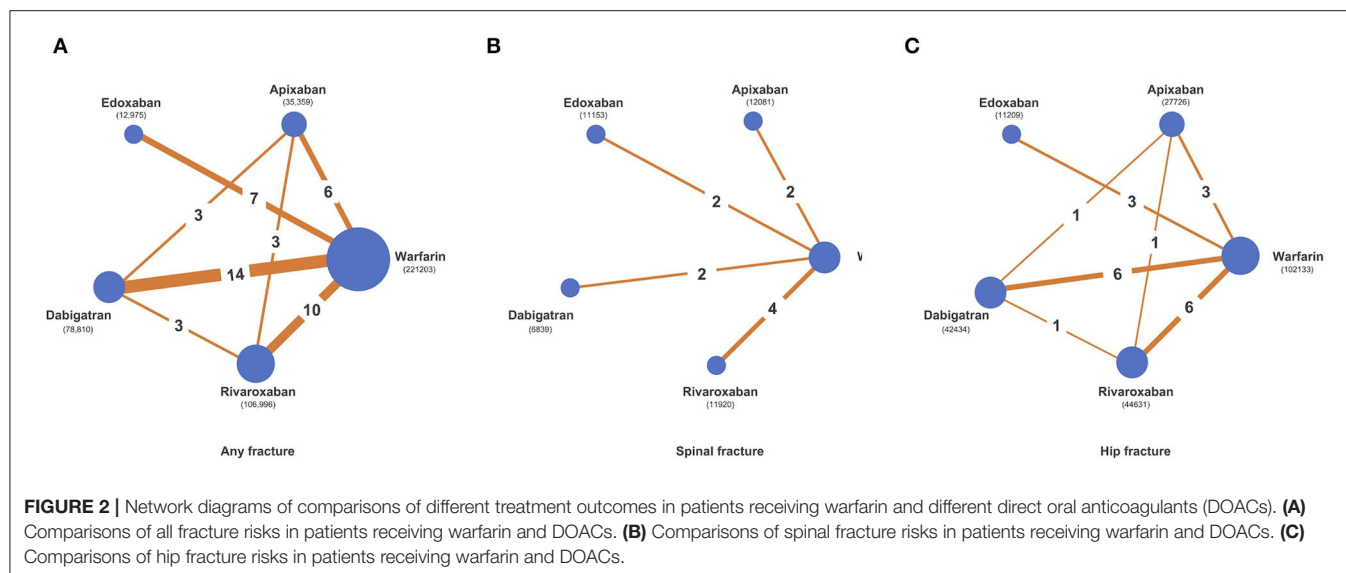 A
Apixaban
(35,359)
Edoxaban
(12,975)
7
6
3
3
Warfarin
(221203)
14
Dabigatran
(78,810)
10
3
Rivaroxaban
(106,996)
Any fracture
B
Apixaban
(12081)
Edoxaban
(11153)
2
2
W
2
Dabigatran
(6839)
4
Rivaroxaban
(11920)
Spinal fracture
C
Apixaban
(27726)
Edoxaban
(11209)
3
3
1
1
Warfarin
(102133)
6
Dabigatran
(42434)
6
1
Rivaroxaban
(44631)
Hip fracture
FIGURE 2 | Network diagrams of comparisons of different treatment outcomes in patients receiving warfarin and different direct oral anticoagulants (DOACs). (A)
Comparisons of all fracture risks in patients receiving warfarin and DOACs. (B) Comparisons of spinal fracture risks in patients receiving warfarin and DOACs. (C)
Comparisons of hip fracture risks in patients receiving warfarin and DOACs.